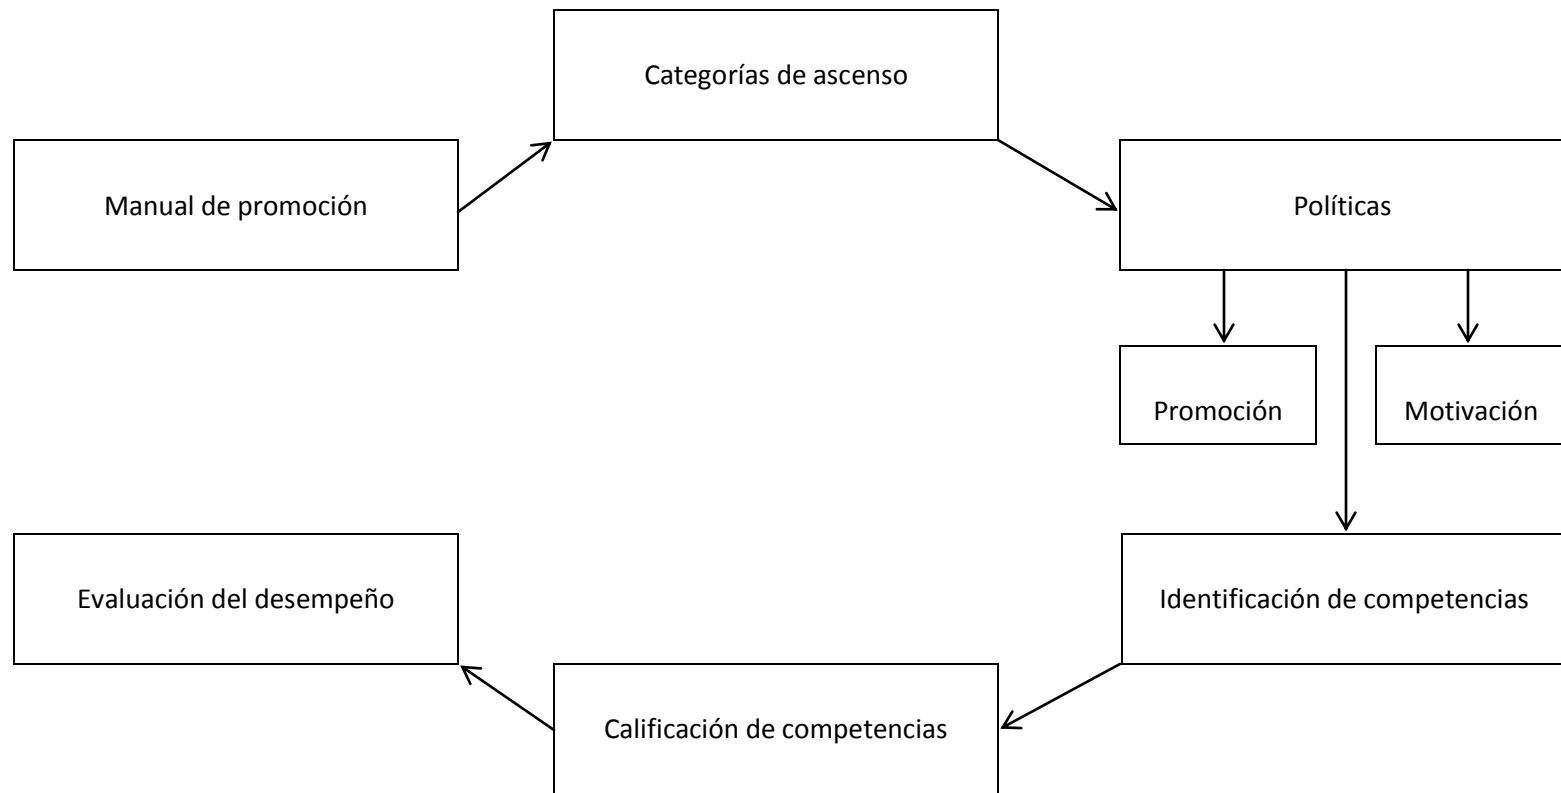 Categorías de ascenso
Manual de promoción
Políticas
Promoción
Motivación
Evaluación del desempeño
Identificación de competencias
Calificación de competencias